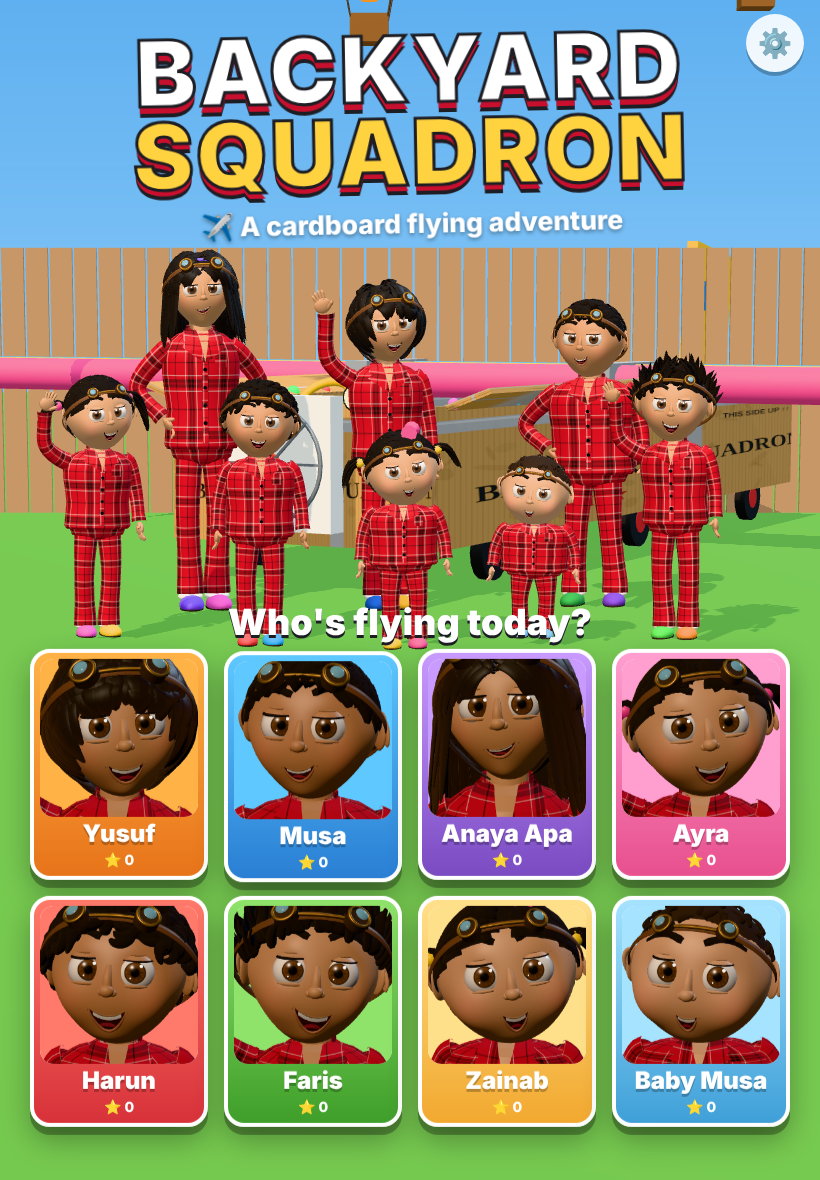 BACKYARD
SQUADRON
✈️ A cardboard flying adventure
THIS SIDE UP
Who's flying today?
Yusuf
⭐ 0
Musa
⭐ 0
Anaya Apa
⭐ 0
Ayra
⭐ 0
Harun
⭐ 0
Faris
⭐ 0
Zainab
⭐ 0
Baby Musa
⭐ 0